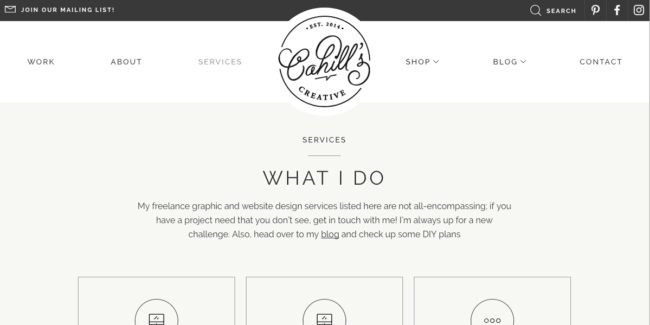 JOIN OUR MAILING LIST!
SEARCH
WORK
ABOUT
SERVICES
• EST. 2014 •
Cahill's
CREATIVE
SHOP
BLOG
CONTACT
SERVICES
WHAT I DO
My freelance graphic and website design services listed here are not all-encompassing; if you
have a project need that you don't see, get in touch with me! I'm always up for a new
challenge. Also, head over to my blog and check up some DIY plans